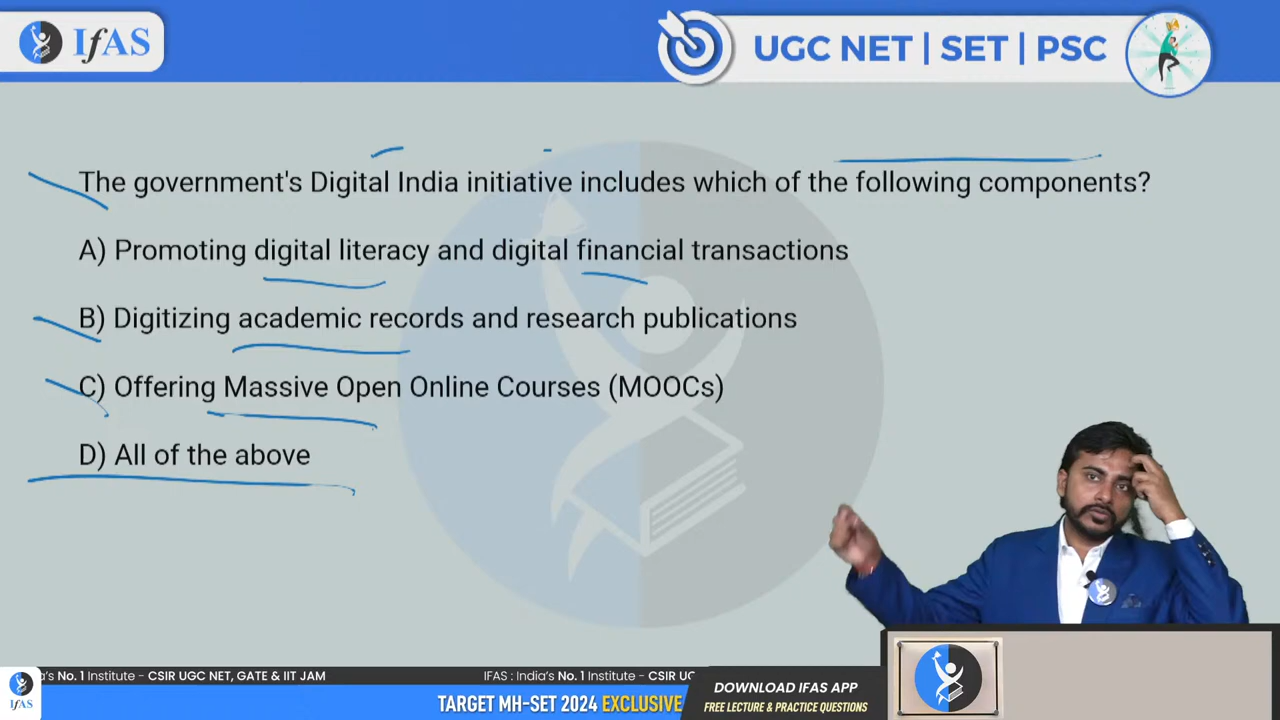 IfAS
UGC NET | SET | PSC
The government's Digital India initiative includes which of the following components?
A) Promoting digital literacy and digital financial transactions
B) Digitizing academic records and research publications
C) Offering Massive Open Online Courses (MOOCs)
D) All of the above
's No. 1 Institute - CSIR UGC NET, GATE & IIT JAM
IFAS : India's No. 1 Institute - CSIR UG
IfAS
TARGET MH-SET 2024 EXCLUSIVE
DOWNLOAD IFAS APP
FREE LECTURE & PRACTICE QUESTIONS